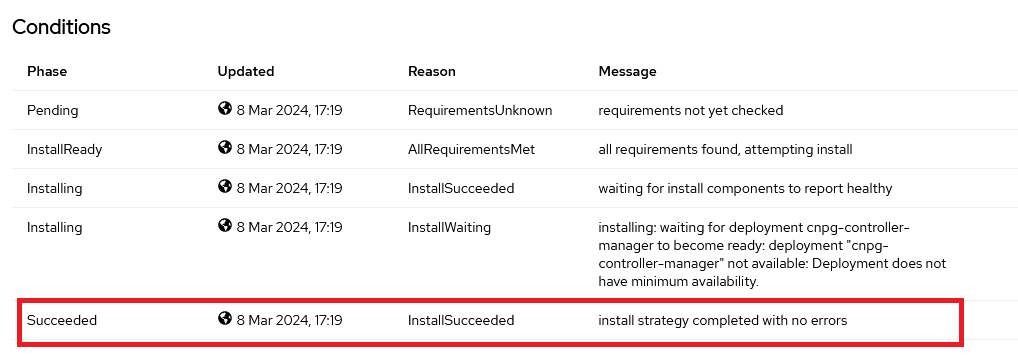 Conditions
Phase Updated Reason Message
Pending 8 Mar 2024, 17:19 RequirementsUnknown requirements not yet checked
InstallReady 8 Mar 2024, 17:19 AllRequirementsMet all requirements found, attempting install
Installing 8 Mar 2024, 17:19 InstallSucceeded waiting for install components to report healthy
Installing 8 Mar 2024, 17:19 InstallWaiting installing: waiting for deployment cnpg-controller-
manager to become ready: deployment "cnpg-
controller-manager" not available: Deployment does not
have minimum availability.
Succeeded 8 Mar 2024, 17:19 InstallSucceeded install strategy completed with no errors